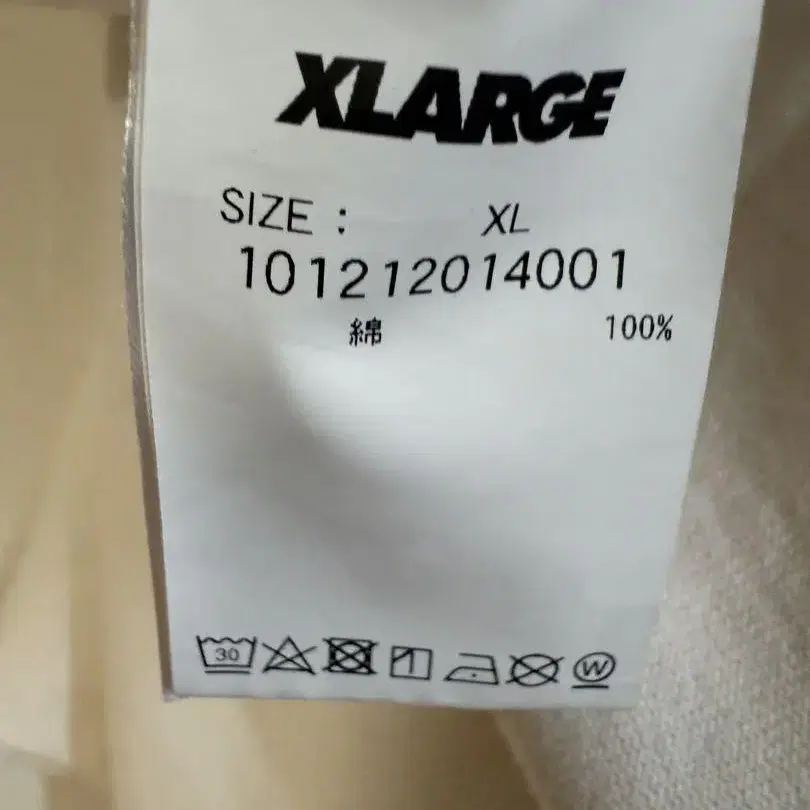 XLARGE
SIZE : XL
101212014001
綿 100%
30 W